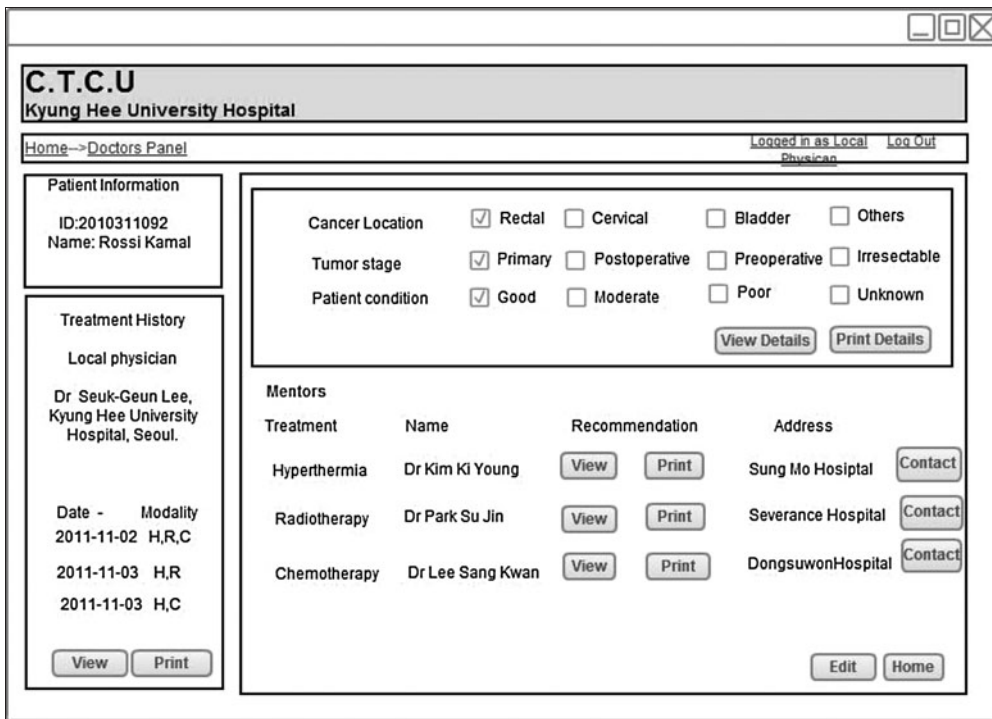 C.T.C.U
Kyung Hee University Hospital
Home-->Doctors Panel
Logged in as Local
Physican
Log Out
Patient Information
ID:2010311092
Name: Rossi Kamal
Treatment History
Local physician
Dr Seuk-Geun Lee,
Kyung Hee University
Hospital, Seoul.
Date - Modality
2011-11-02 H,R,C
2011-11-03 H,R
2011-11-03 H,C
View Print
Cancer Location Rectal Cervical Bladder Others
Tumor stage Primary Postoperative Preoperative Irresectable
Patient condition Good Moderate Poor Unknown
View Details Print Details
Mentors
Treatment Name Recommendation Address
Hyperthermia Dr Kim Ki Young View Print Sung Mo Hosiptal Contact
Radiotherapy Dr Park Su Jin View Print Severance Hospital Contact
Chemotherapy Dr Lee Sang Kwan View Print DongsuwonHospital Contact
Edit Home